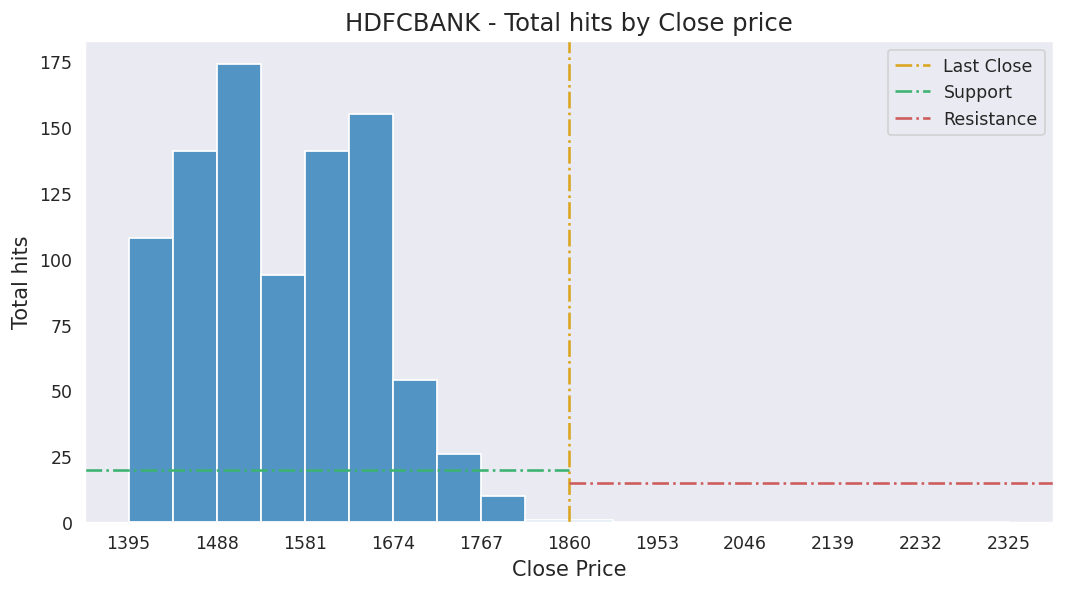 HDFCBANK - Total hits by Close price
Last Close
Support
Resistance
Total hits
175
150
125
100
75
50
25
0
1395 1488 1581 1674 1767 1860 1953 2046 2139 2232 2325
Close Price